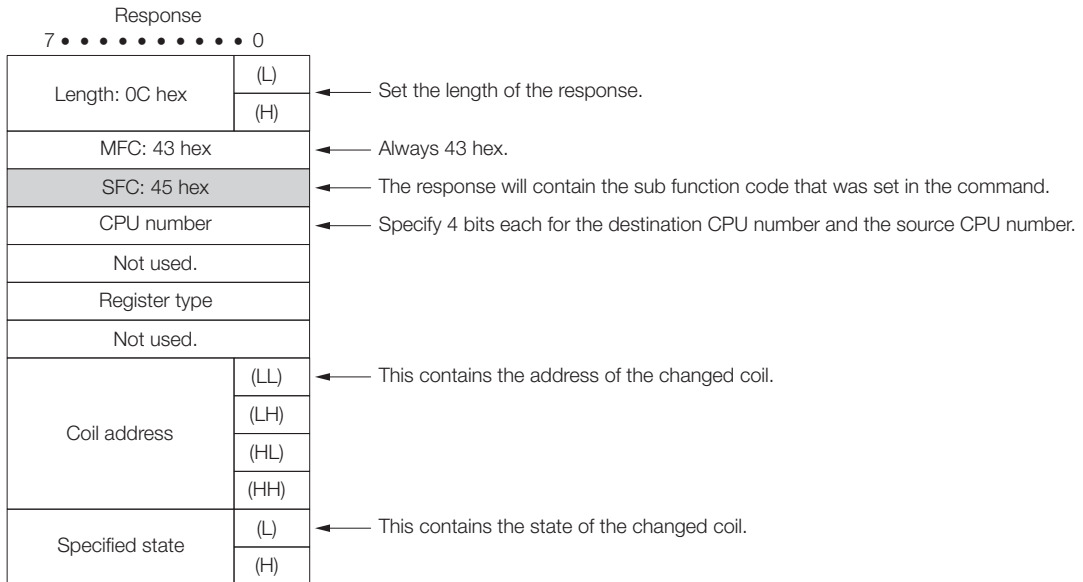 Response
7 • • • • • • • • • • 0
Length: 0C hex
(L)
Set the length of the response.
(H)
MFC: 43 hex
Always 43 hex.
SFC: 45 hex
The response will contain the sub function code that was set in the command.
CPU number
Specify 4 bits each for the destination CPU number and the source CPU number.
Not used.
Register type
Not used.
Coil address
(LL)
This contains the address of the changed coil.
(LH)
(HL)
(HH)
Specified state
(L)
This contains the state of the changed coil.
(H)